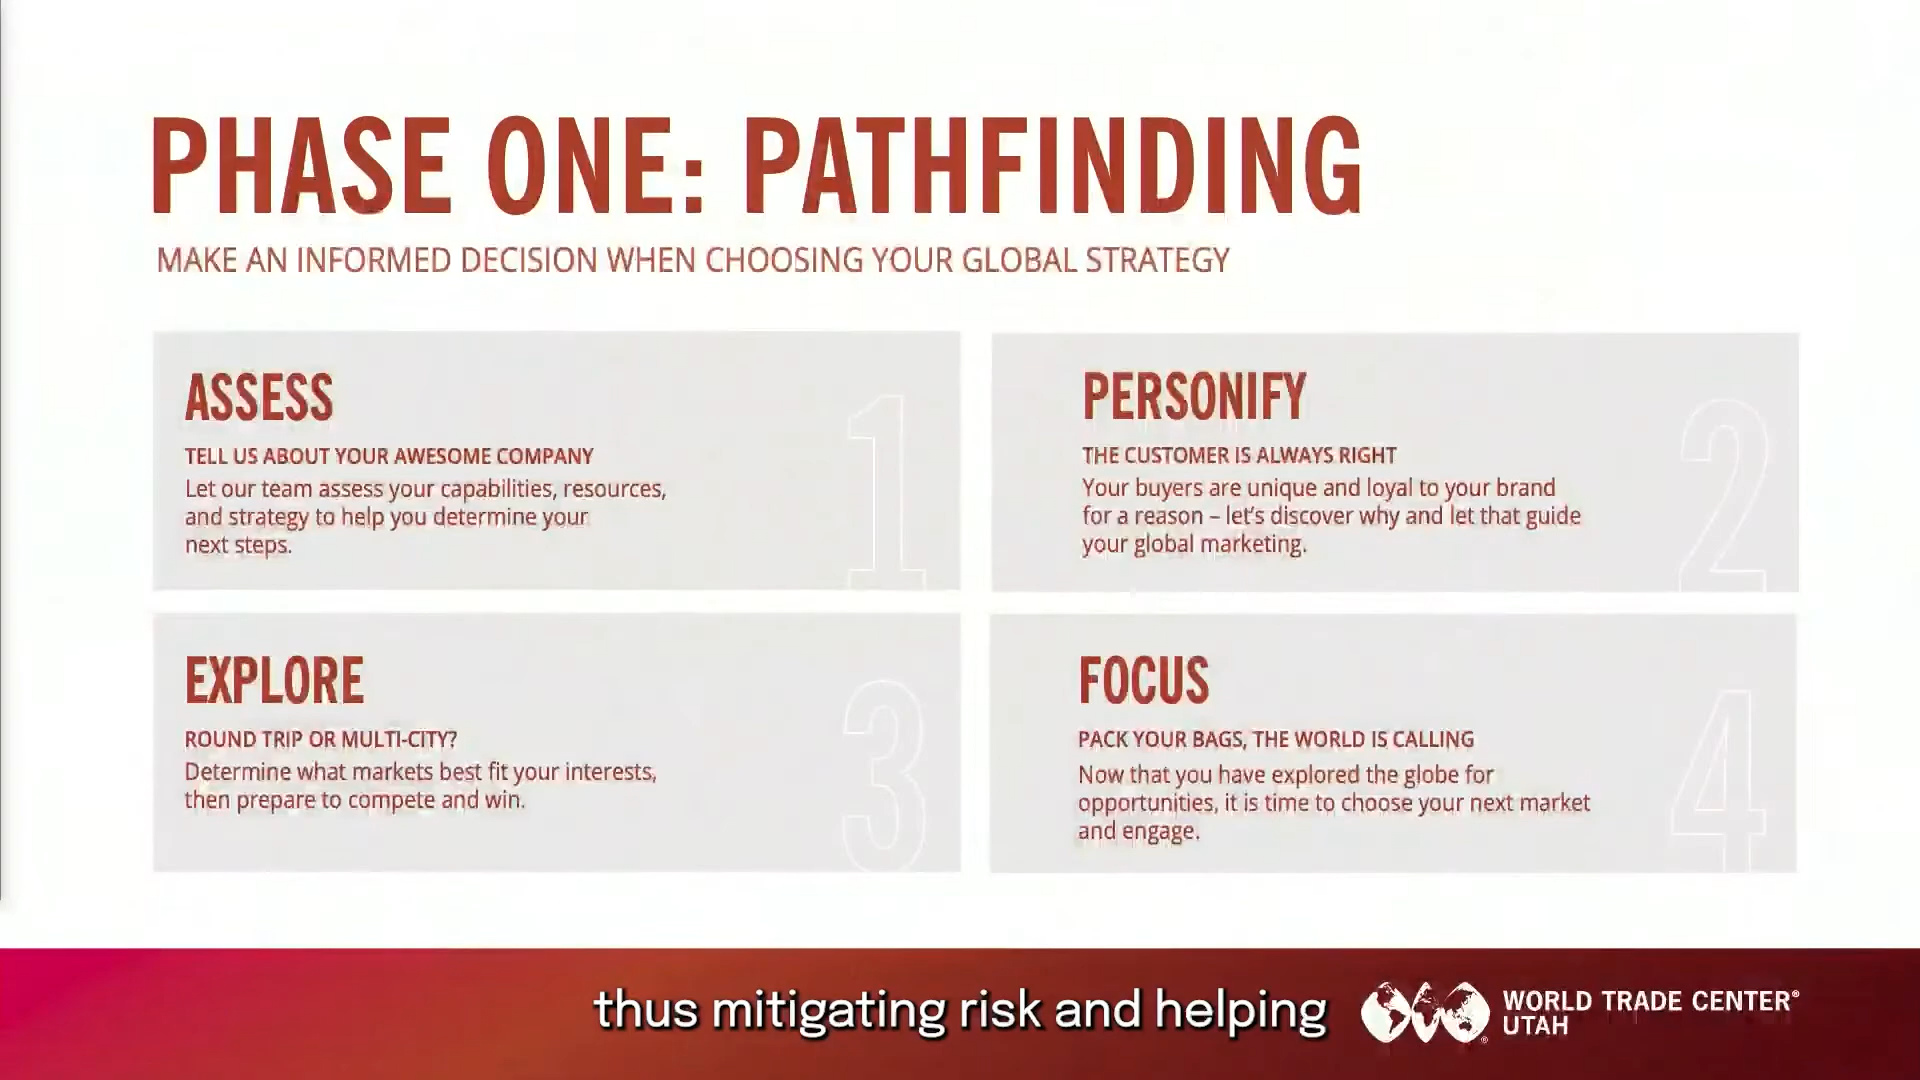 PHASE ONE: PATHFINDING
MAKE AN INFORMED DECISION WHEN CHOOSING YOUR GLOBAL STRATEGY
ASSESS
TELL US ABOUT YOUR AWESOME COMPANY
Let our team assess your capabilities, resources,
and strategy to help you determine your
next steps.
1
PERSONIFY
THE CUSTOMER IS ALWAYS RIGHT
Your buyers are unique and loyal to your brand
for a reason – let's discover why and let that guide
your global marketing.
2
EXPLORE
ROUND TRIP OR MULTI-CITY?
Determine what markets best fit your interests,
then prepare to compete and win.
3
FOCUS
PACK YOUR BAGS, THE WORLD IS CALLING
Now that you have explored the globe for
opportunities, it is time to choose your next market
and engage.
4
thus mitigating risk and helping
WORLD TRADE CENTER®
UTAH